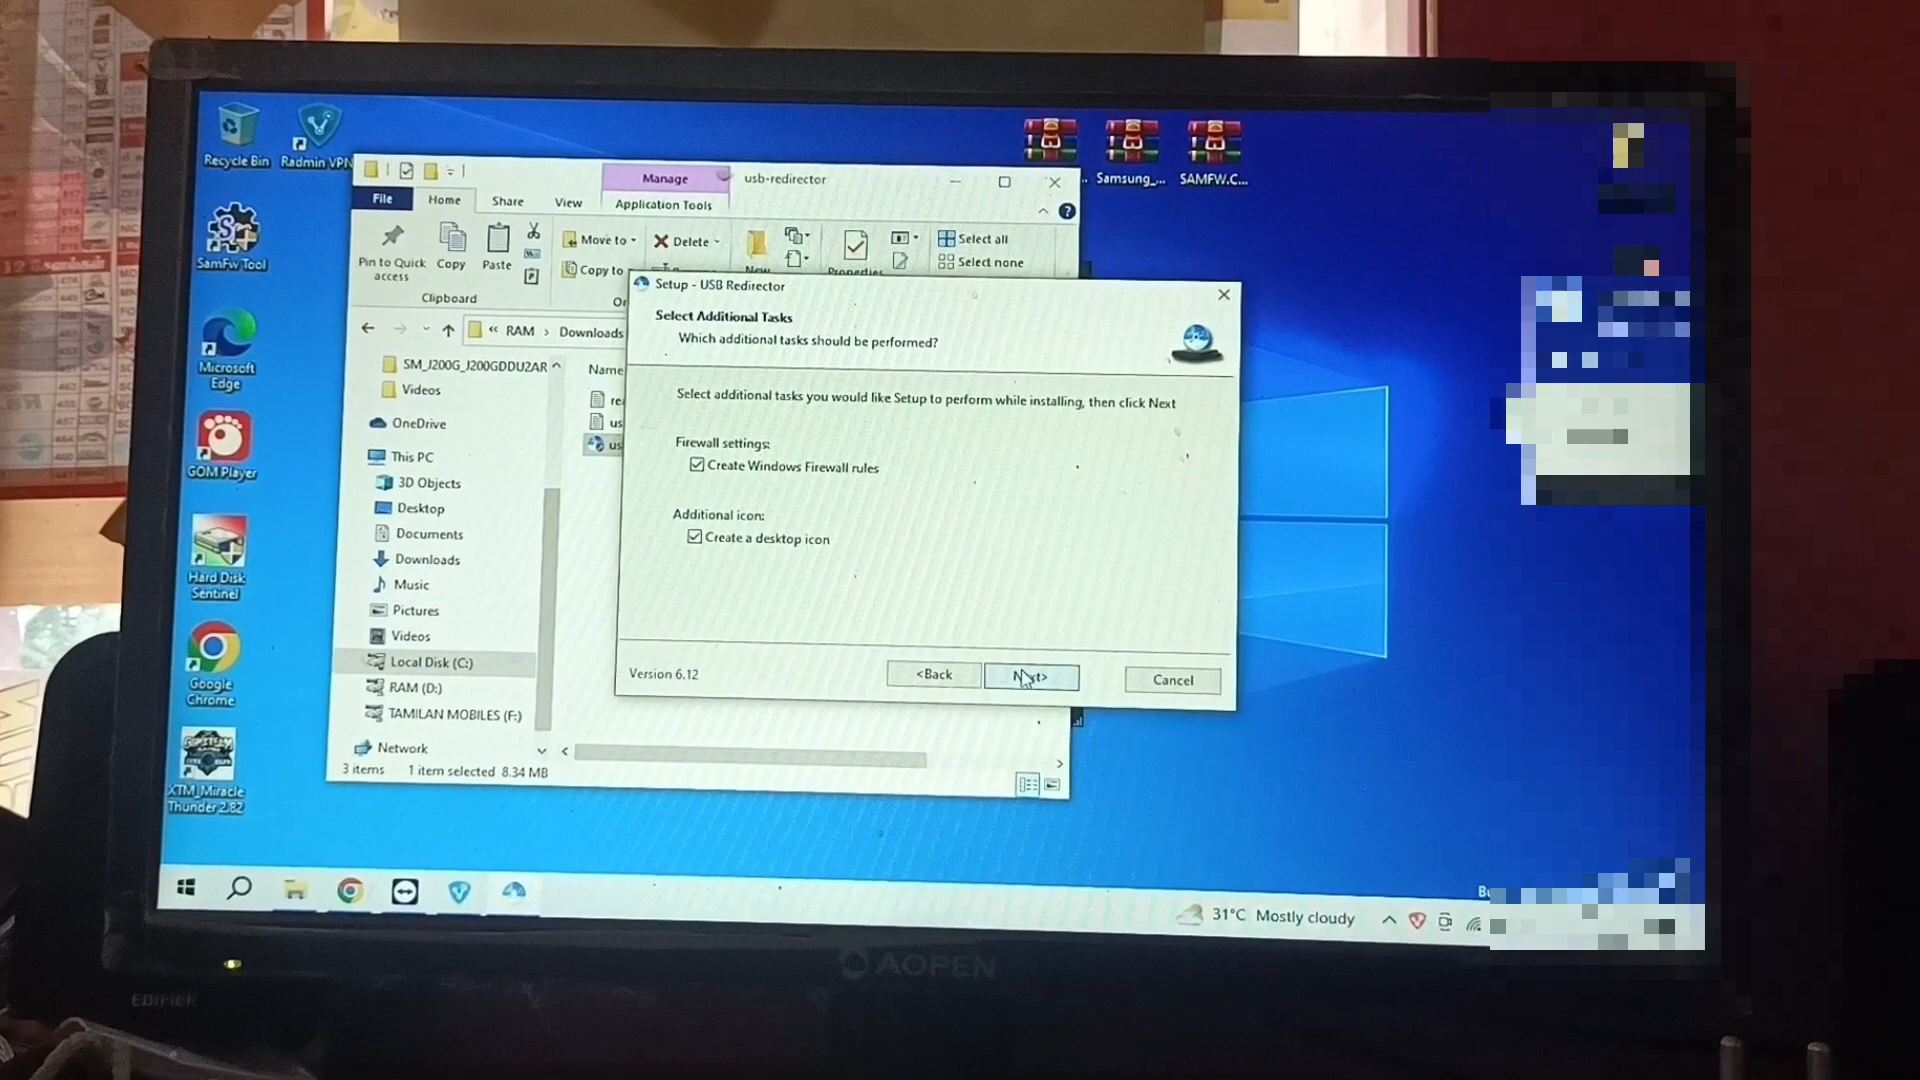 Recycle Bin
Radmin VPN
SamFw Tool
Microsoft
Edge
GOM Player
Hard Disk
Sentinel
Google
Chrome
XTM_Miracle
Thunder 2.82
Samsung_...
SAMFW.C...
Manage
usb-redirector
File
Home
Share
View
Application Tools
Pin to Quick
access
Copy
Paste
Clipboard
Move to
Copy to
Delete
New
Properties
Select all
Select none
« RAM > Downloads
SM_J200G_J200GDDU2AR
Videos
OneDrive
This PC
3D Objects
Desktop
Documents
Downloads
Music
Pictures
Videos
Local Disk (C:)
RAM (D:)
TAMILAN MOBILES (F:)
Network
3 items
1 item selected 8.34 MB
Name
Setup - USB Redirector
Select Additional Tasks
Which additional tasks should be performed?
Select additional tasks you would like Setup to perform while installing, then click Next
Firewall settings:
Create Windows Firewall rules
Additional icon:
Create a desktop icon
Version 6.12
<Back
Next>
Cancel
31°C Mostly cloudy
AOPEN
EDIFIER